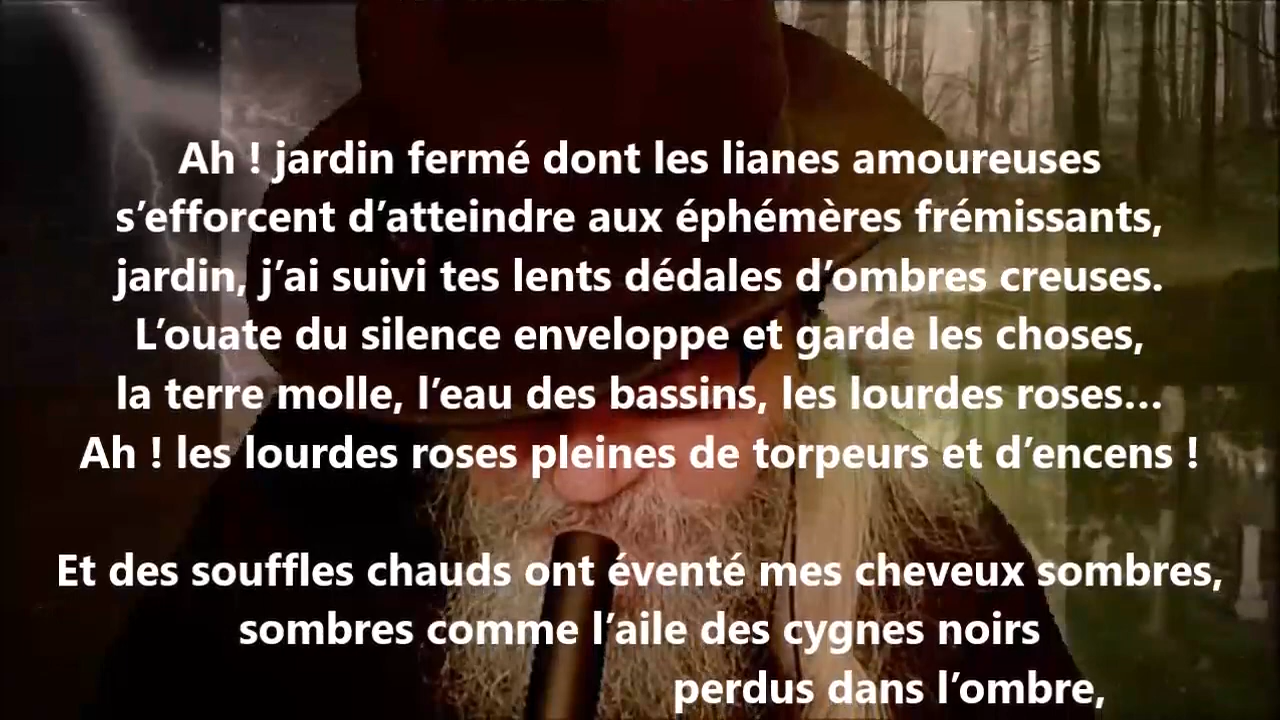 Ah ! jardin fermé dont les lianes amoureuses
s’efforcent d’atteindre aux éphémères frémissants,
jardin, j’ai suivi tes lents dédales d’ombres creuses.
L’ouate du silence enveloppe et garde les choses,
la terre molle, l’eau des bassins, les lourdes roses…
Ah ! les lourdes roses pleines de torpeurs et d’encens !
Et des souffles chauds ont éventé mes cheveux sombres,
sombres comme l’aile des cygnes noirs
perdus dans l’ombre,